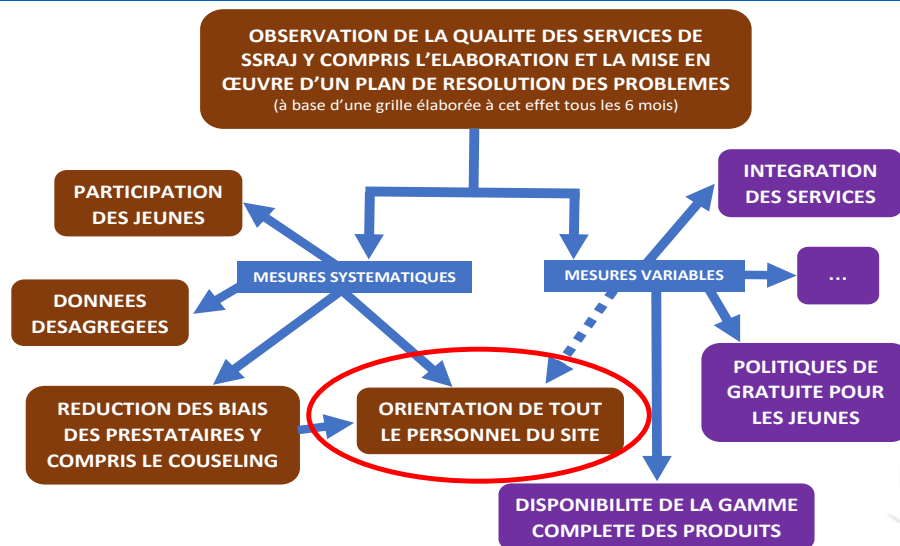 OBSERVATION DE LA QUALITE DES SERVICES DE
SSRAJ Y COMPRIS L'ELABORATION ET LA MISE EN
ŒUVRE D'UN PLAN DE RESOLUTION DES PROBLEMES
(à base d'une grille élaborée à cet effet tous les 6 mois)
PARTICIPATION
DES JEUNES
INTEGRATION
DES SERVICES
MESURES SYSTEMATIQUES
MESURES VARIABLES
...
DONNEES
DESAGREGEES
POLITIQUES DE
GRATUITE POUR
LES JEUNES
REDUCTION DES BIAIS
DES PRESTATAIRES Y
COMPRIS LE COUSELING
ORIENTATION DE TOUT
LE PERSONNEL DU SITE
DISPONIBILITE DE LA GAMME
COMPLETE DES PRODUITS